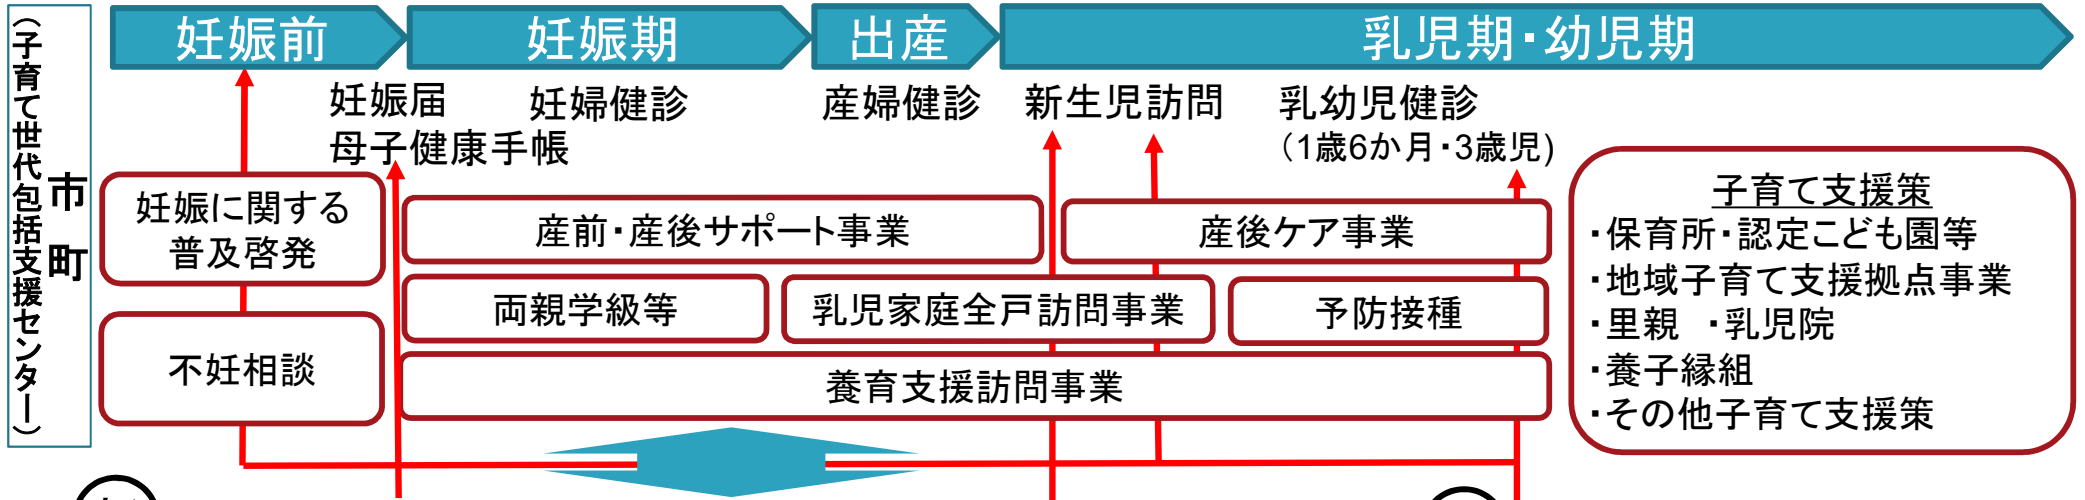 (子育て世代包括支援センター)
市町
妊娠前
妊娠期
出産
乳児期・幼児期
妊娠届
母子健康手帳
妊婦健診
産婦健診
新生児訪問
乳幼児健診
(1歳6か月・3歳児)
妊娠に関する
普及啓発
産前・産後サポート事業
産後ケア事業
両親学級等
乳児家庭全戸訪問事業
予防接種
不妊相談
養育支援訪問事業
子育て支援策
・保育所・認定こども園等
・地域子育て支援拠点事業
・里親 ・乳児院
・養子縁組
・その他子育て支援策